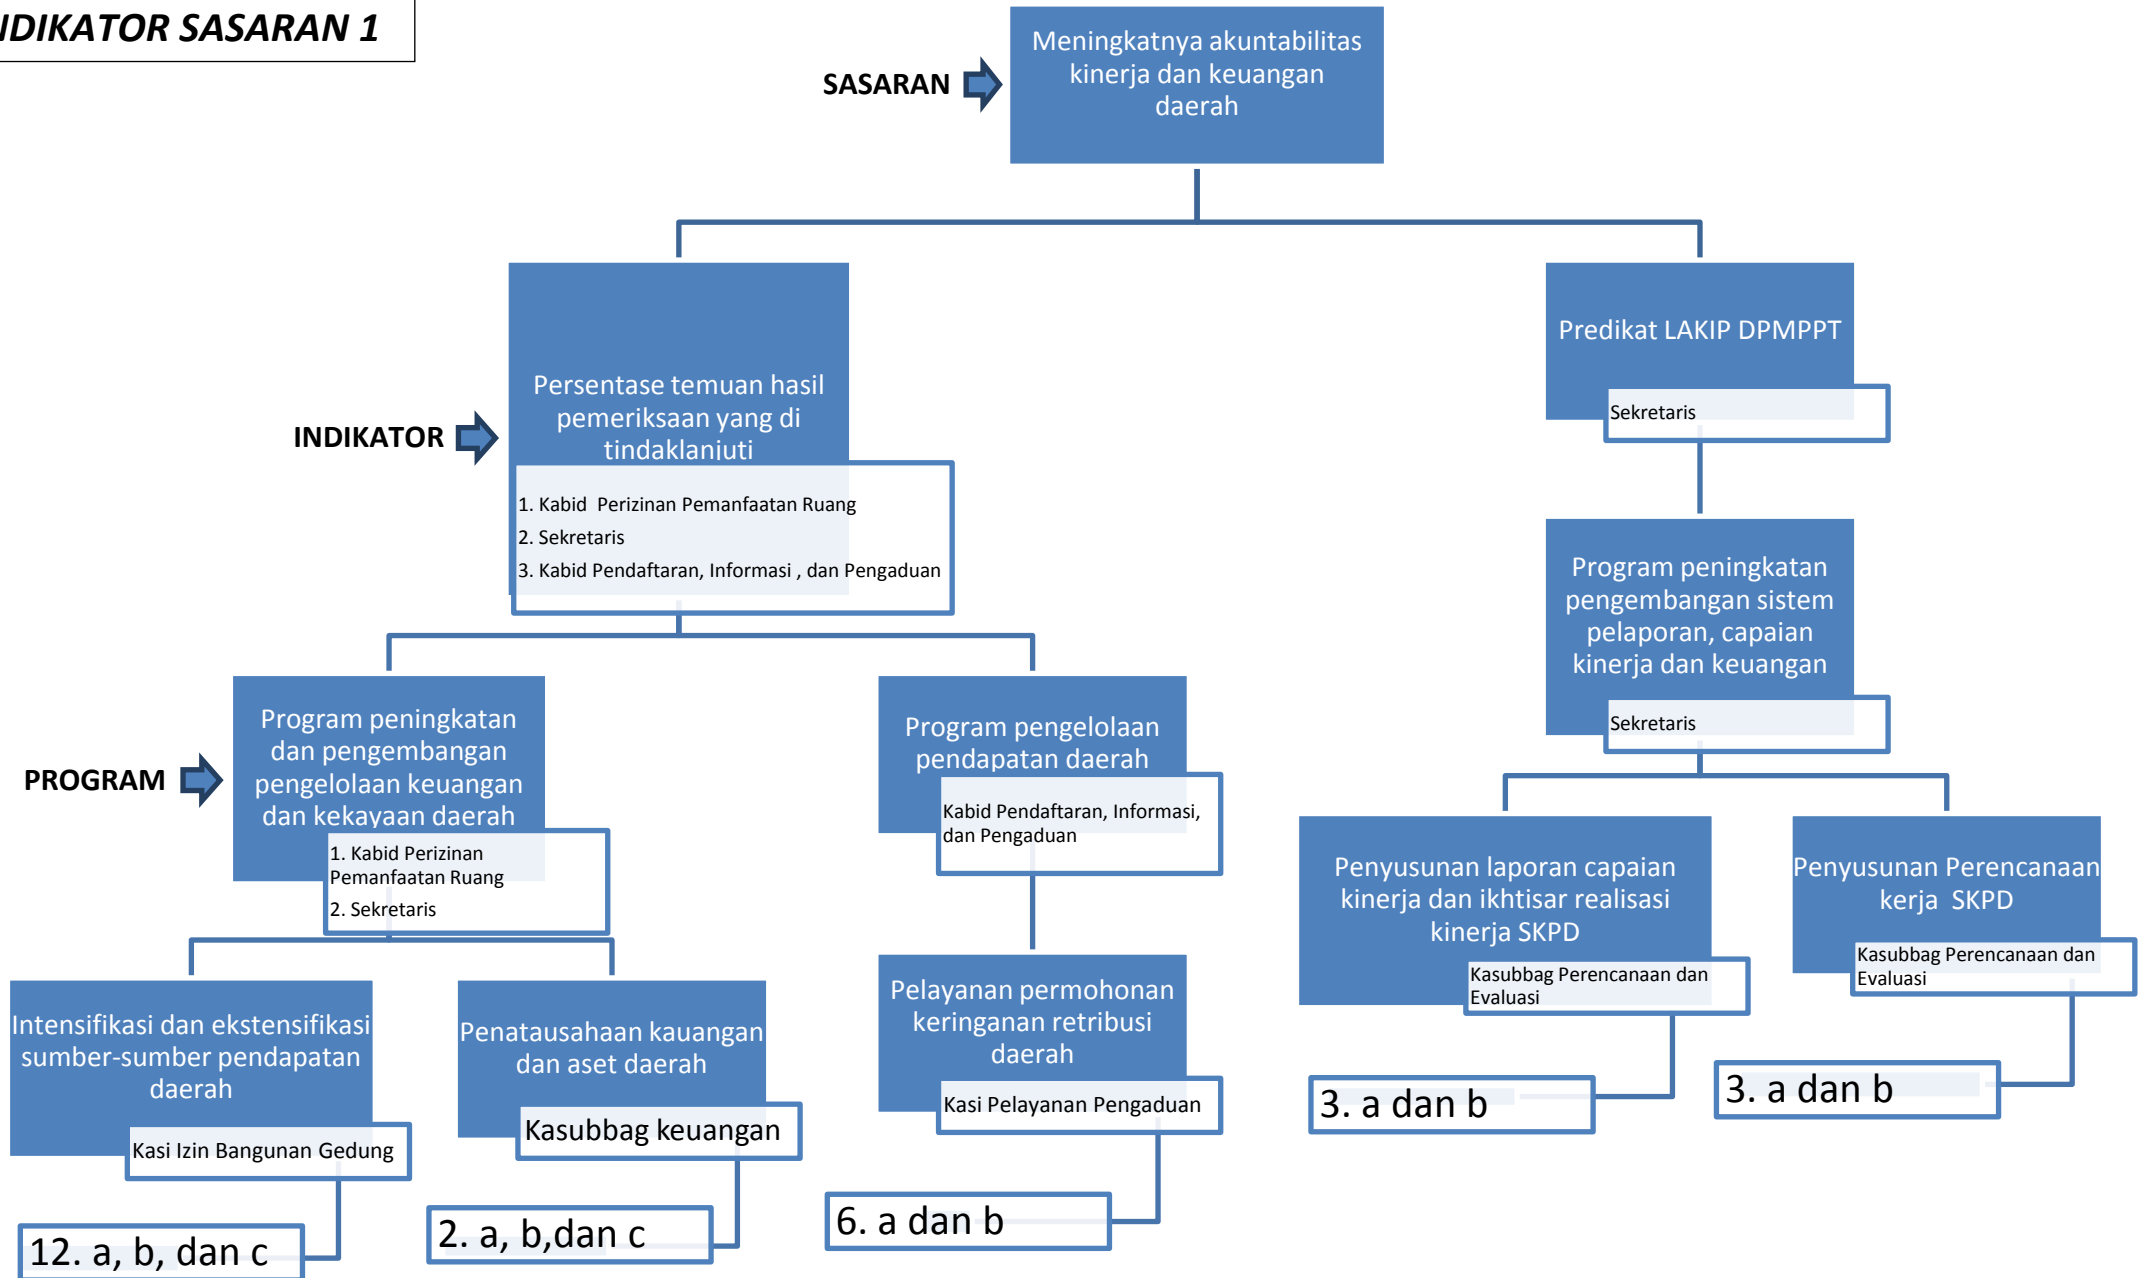 NDIKATOR SASARAN 1
Meningkatnya akuntabilitas
kinerja dan keuangan
daerah
SASARAN
Persentase temuan hasil
pemeriksaan yang di
tindaklanjuti
INDIKATOR
1. Kabid Perizinan Pemanfaatan Ruang
2. Sekretaris
3. Kabid Pendaftaran, Informasi , dan Pengaduan
Predikat LAKIP DPMPPT
Sekretaris
Program peningkatan
pengembangan sistem
pelaporan, capaian
kinerja dan keuangan
Sekretaris
PROGRAM
Program peningkatan
dan pengembangan
pengelolaan keuangan
dan kekayaan daerah
1. Kabid Perizinan
Pemanfaatan Ruang
2. Sekretaris
Program pengelolaan
pendapatan daerah
Kabid Pendaftaran, Informasi,
dan Pengaduan
Intensifikasi dan ekstensifikasi
sumber-sumber pendapatan
daerah
Kasi Izin Bangunan Gedung
12. a, b, dan c
Penatausahaan kauangan
dan aset daerah
Kasubbag keuangan
2. a, b,dan c
Pelayanan permohonan
keringanan retribusi
daerah
Kasi Pelayanan Pengaduan
6. a dan b
Penyusunan laporan capaian
kinerja dan ikhtisar realisasi
kinerja SKPD
Kasubbag Perencanaan dan
Evaluasi
3. a dan b
Penyusunan Perencanaan
kerja SKPD
Kasubbag Perencanaan dan
Evaluasi
3. a dan b